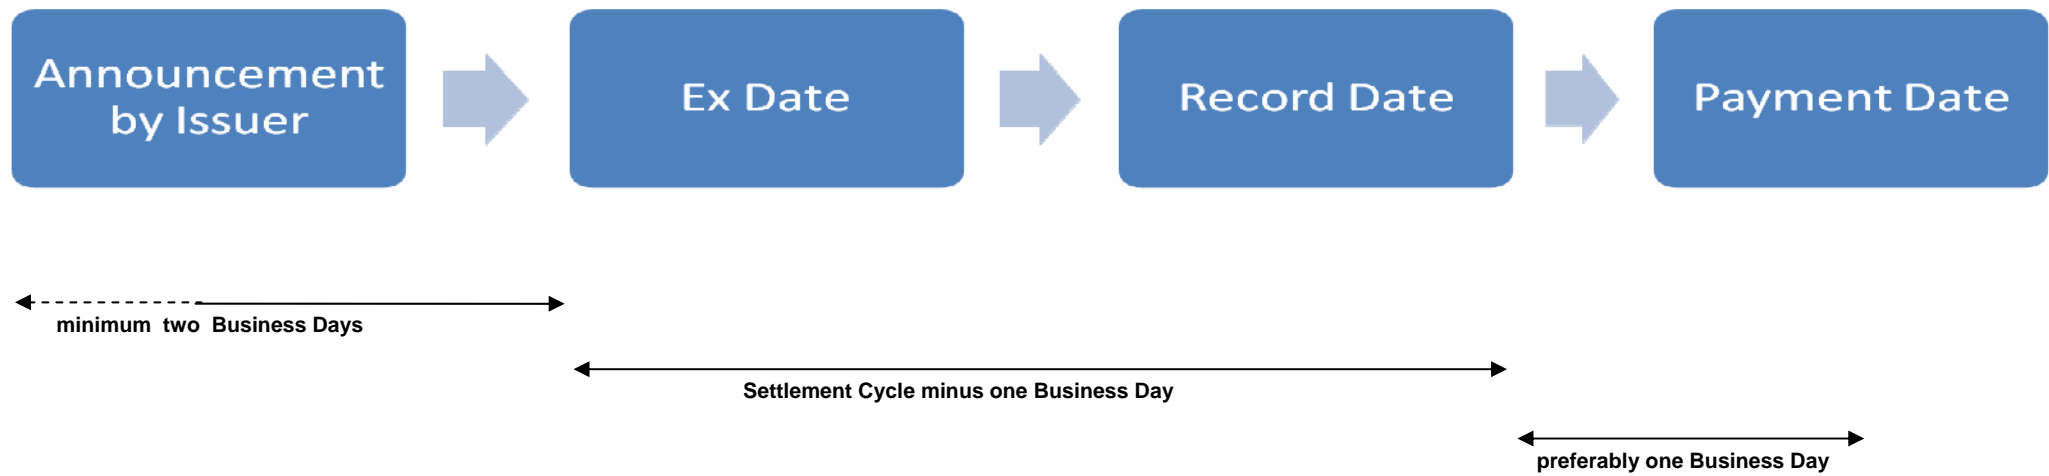 Announcement
by Issuer
Ex Date
Record Date
Payment Date
minimum two Business Days
Settlement Cycle minus one Business Day
preferably one Business Day